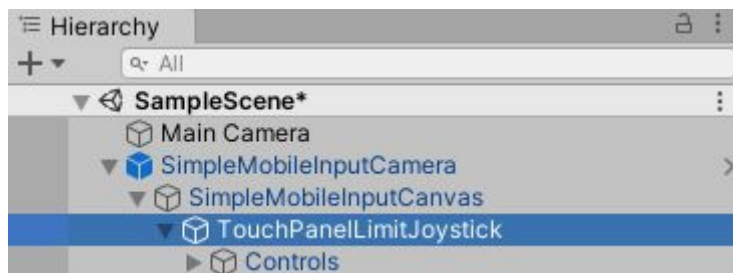 Hierarchy
All
SampleScene*
Main Camera
SimpleMobileInputCamera
SimpleMobileInputCanvas
TouchPanelLimitJoystick
Controls